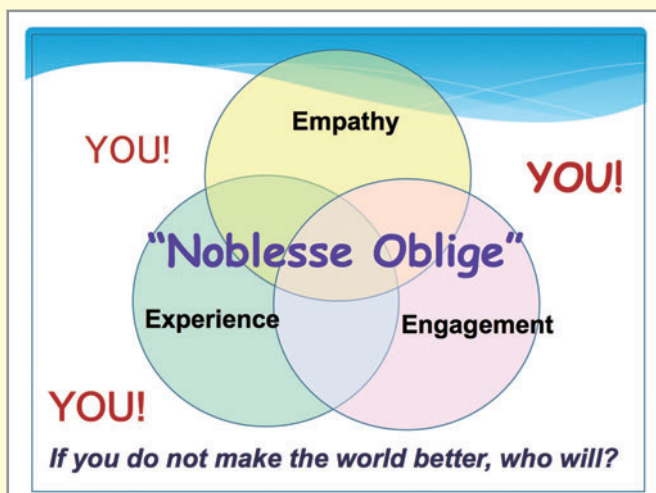 Empathy
YOU!
YOU!
“Noblesse Oblige”
Experience
Engagement
YOU!
If you do not make the world better, who will?